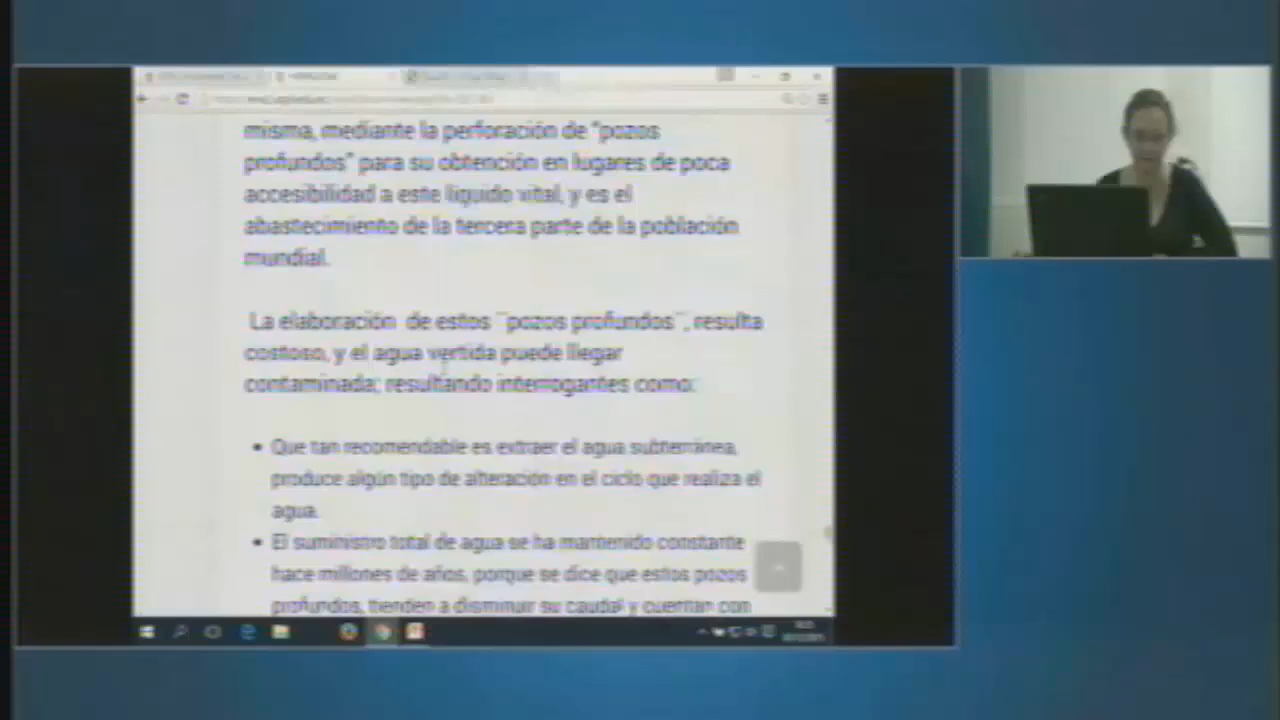 misma, mediante la perforación de "pozos
profundos" para su obtención en lugares de poca
accesibilidad a este líquido vital, y es el
abastecimiento de la tercera parte de la población
mundial.
La elaboración de estos ¨pozos profundos¨, resulta
costoso, y el agua vertida puede llegar
contaminada; resultando interrogantes como:
• Que tan recomendable es extraer el agua subterránea,
produce algún tipo de alteración en el ciclo que realiza el
agua.
• El suministro total de agua se ha mantenido constante
hace millones de años, porque se dice que estos pozos
profundos, tienden a disminuir su caudal y cuentan con